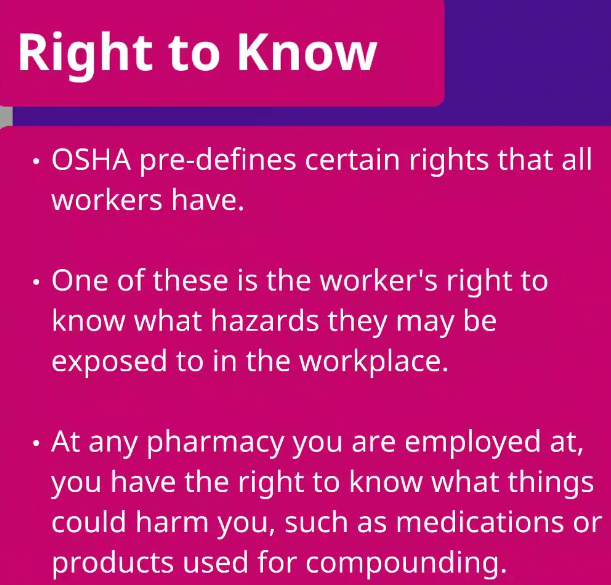 Right to Know
• OSHA pre-defines certain rights that all
workers have.
• One of these is the worker's right to
know what hazards they may be
exposed to in the workplace.
• At any pharmacy you are employed at,
you have the right to know what things
could harm you, such as medications or
products used for compounding.